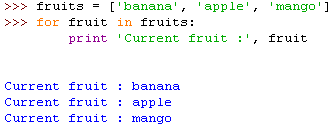 >>> fruits = ['banana', 'apple', 'mango']
>>> for fruit in fruits:
        print 'Current fruit :', fruit
Current fruit : banana
Current fruit : apple
Current fruit : mango